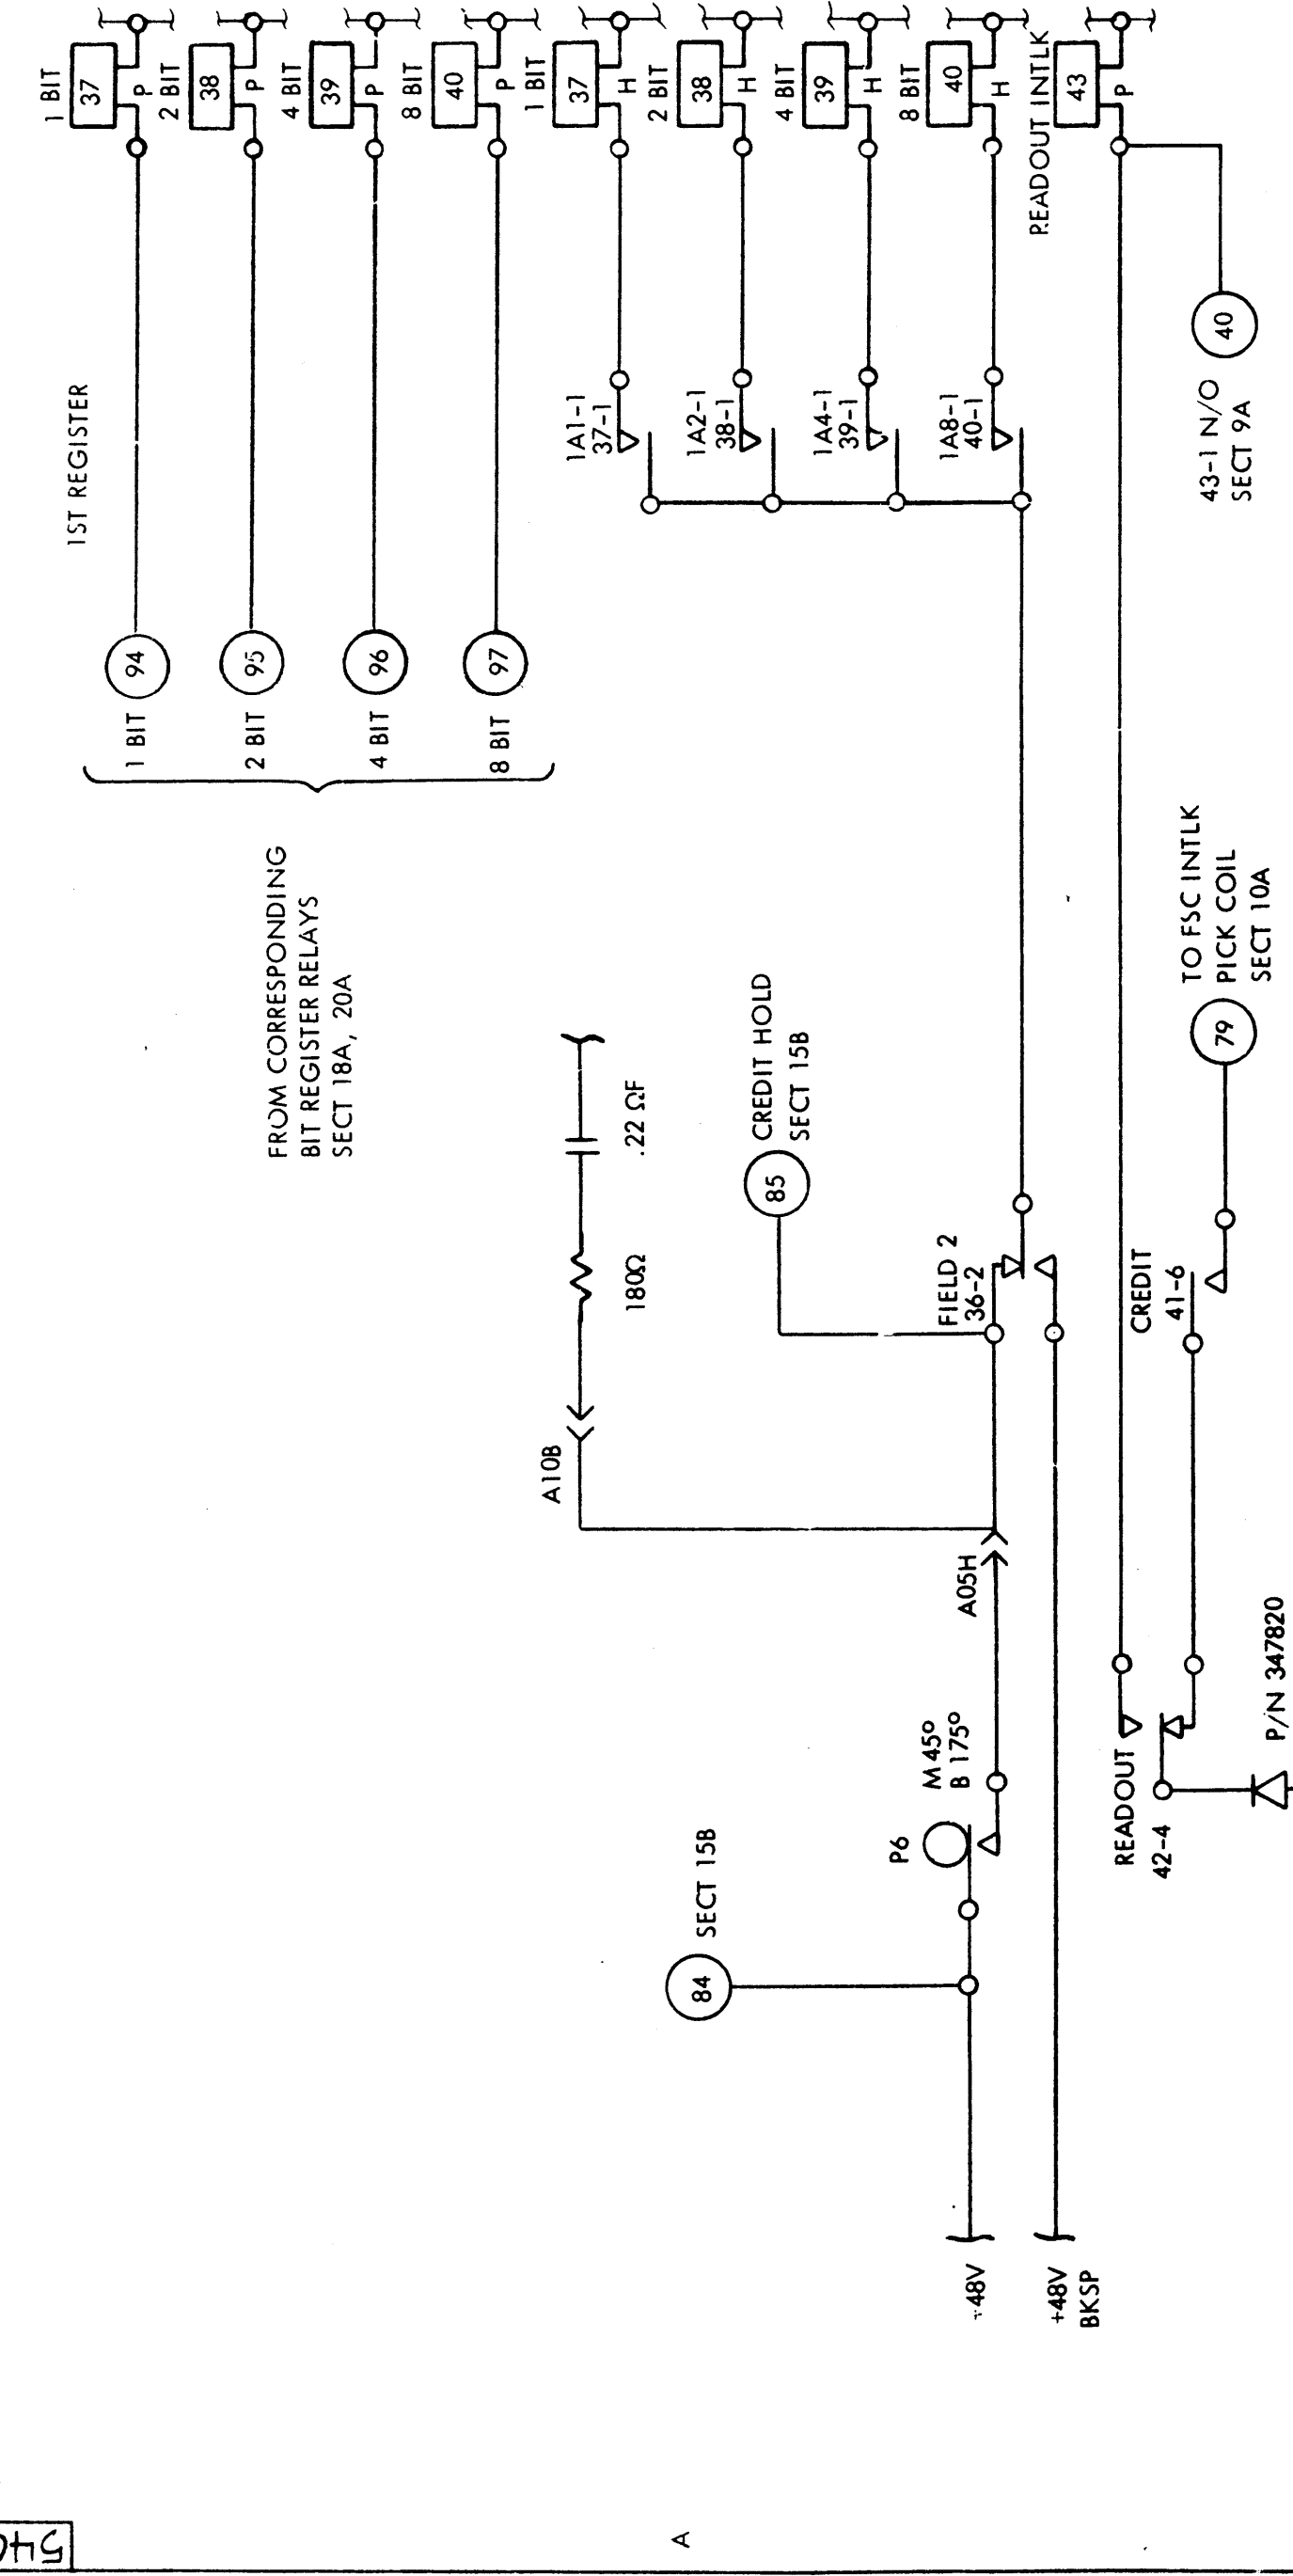 1ST REGISTER
1 BIT
94
2 BIT
95
4 BIT
96
8 BIT
97
FROM CORRESPONDING
BIT REGISTER RELAYS
SECT 18A, 20A
1 BIT
37
P
2 BIT
38
P
4 BIT
39
P
8 BIT
40
P
1 BIT
37
H
2 BIT
38
H
4 BIT
39
H
8 BIT
40
H
READOUT INTLK
43
P
A10B
180Ω
.22 ΩF
1A1-1
37-1
1A2-1
38-1
1A4-1
39-1
1A8-1
40-1
84
SECT 15B
85
CREDIT HOLD
SECT 15B
P6
M 45°
B 175°
A05H
FIELD 2
36-2
+48V
+48V
BKSP
READOUT
42-4
CREDIT
41-6
79
TO FSC INTLK
PICK COIL
SECT 10A
43-1 N/O
SECT 9A
40
P/N 347820
A